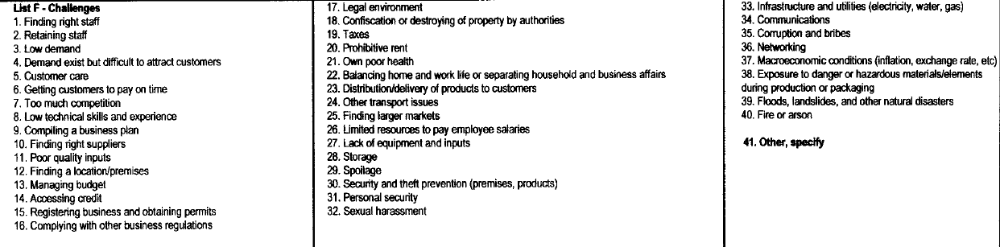 List F - Challenges
1. Finding right staff
2. Retaining staff
3. Low demand
4. Demand exist but difficult to attract customers
5. Customer care
6. Getting customers to pay on time
7. Too much competition
8. Low technical skills and experience
9. Compiling a business plan
10. Finding right suppliers
11. Poor quality inputs
12. Finding a location/premises
13. Managing budget
14. Accessing credit
15. Registering business and obtaining permits
16. Complying with other business regulations
17. Legal environment
18. Confiscation or destroying of property by authorities
19. Taxes
20. Prohibitive rent
21. Own poor health
22. Balancing home and work life or separating household and business affairs
23. Distribution/delivery of products to customers
24. Other transport issues
25. Finding larger markets
26. Limited resources to pay employee salaries
27. Lack of equipment and inputs
28. Storage
29. Spoilage
30. Security and theft prevention (premises, products)
31. Personal security
32. Sexual harassment
33. Infrastructure and utilities (electricity, water, gas)
34. Communications
35. Corruption and bribes
36. Networking
37. Macroeconomic conditions (inflation, exchange rate, etc)
38. Exposure to danger or hazardous materials/elements
during production or packaging
39. Floods, landslides, and other natural disasters
40. Fire or arson
41. Other, specify